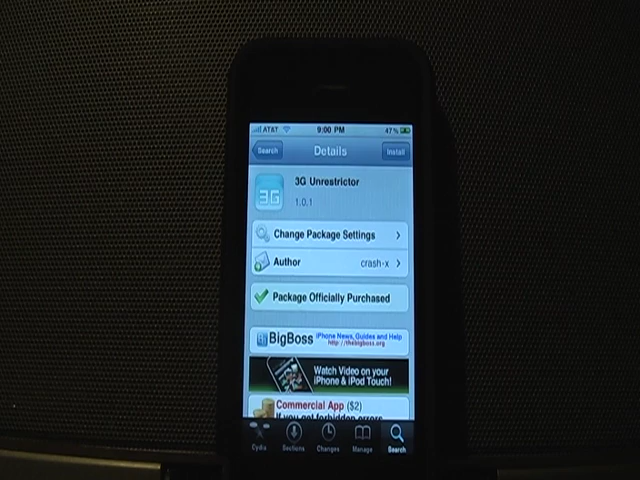 AT&T 9:00 PM 47%
Search Details Install
3G 3G Unrestrictor
1.0.1
Change Package Settings
Author crash-x
Package Officially Purchased
BigBoss iPhone News, Guides and Help
http://thebigboss.org
Watch Video on your
iPhone & iPod Touch!
Commercial App ($2)
If you get forbidden errors
Cydia Sections Changes Manage Search